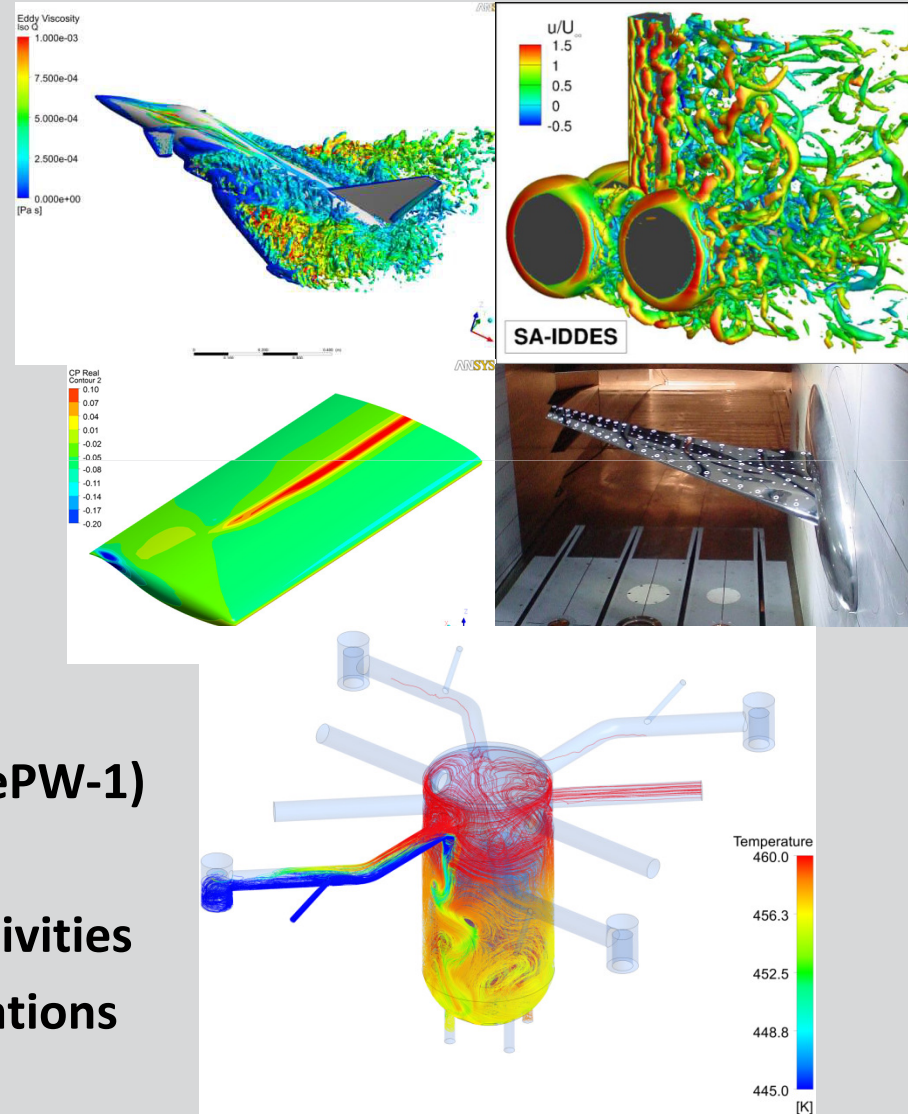 Eddy Viscosity
Iso Q
1.000e-03
7.500e-04
5.000e-04
2.500e-04
0.000e+00
[Pa s]
u/U∞
1.5
1
0.5
0
-0.5
SA-IDDES
ANSYS
CP Real
Contour 2
0.10
0.07
0.04
0.01
-0.02
-0.05
-0.08
-0.11
-0.14
-0.17
-0.20
ePW-1)
ivities
ations
Temperature
460.0
456.3
452.5
448.8
445.0
[K]